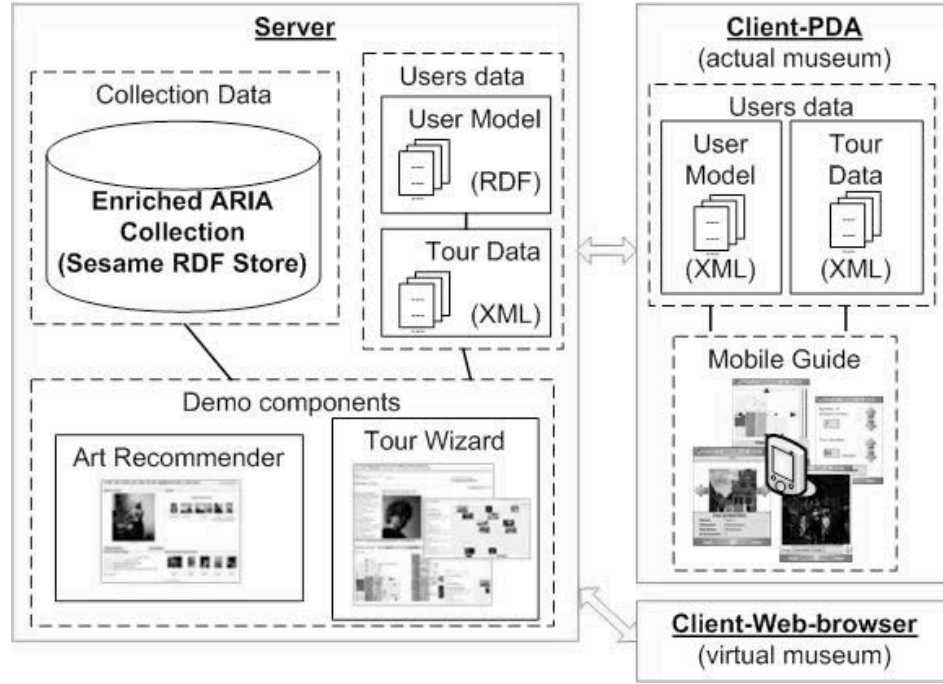 Server
Collection Data
Enriched ARIA
Collection
(Sesame RDF Store)
Users data
User Model
(RDF)
Tour Data
(XML)
Demo components
Art Recommender
Tour Wizard
Client-PDA
(actual museum)
Users data
User
Model
(XML)
Tour
Data
(XML)
Mobile Guide
Client-Web-browser
(virtual museum)